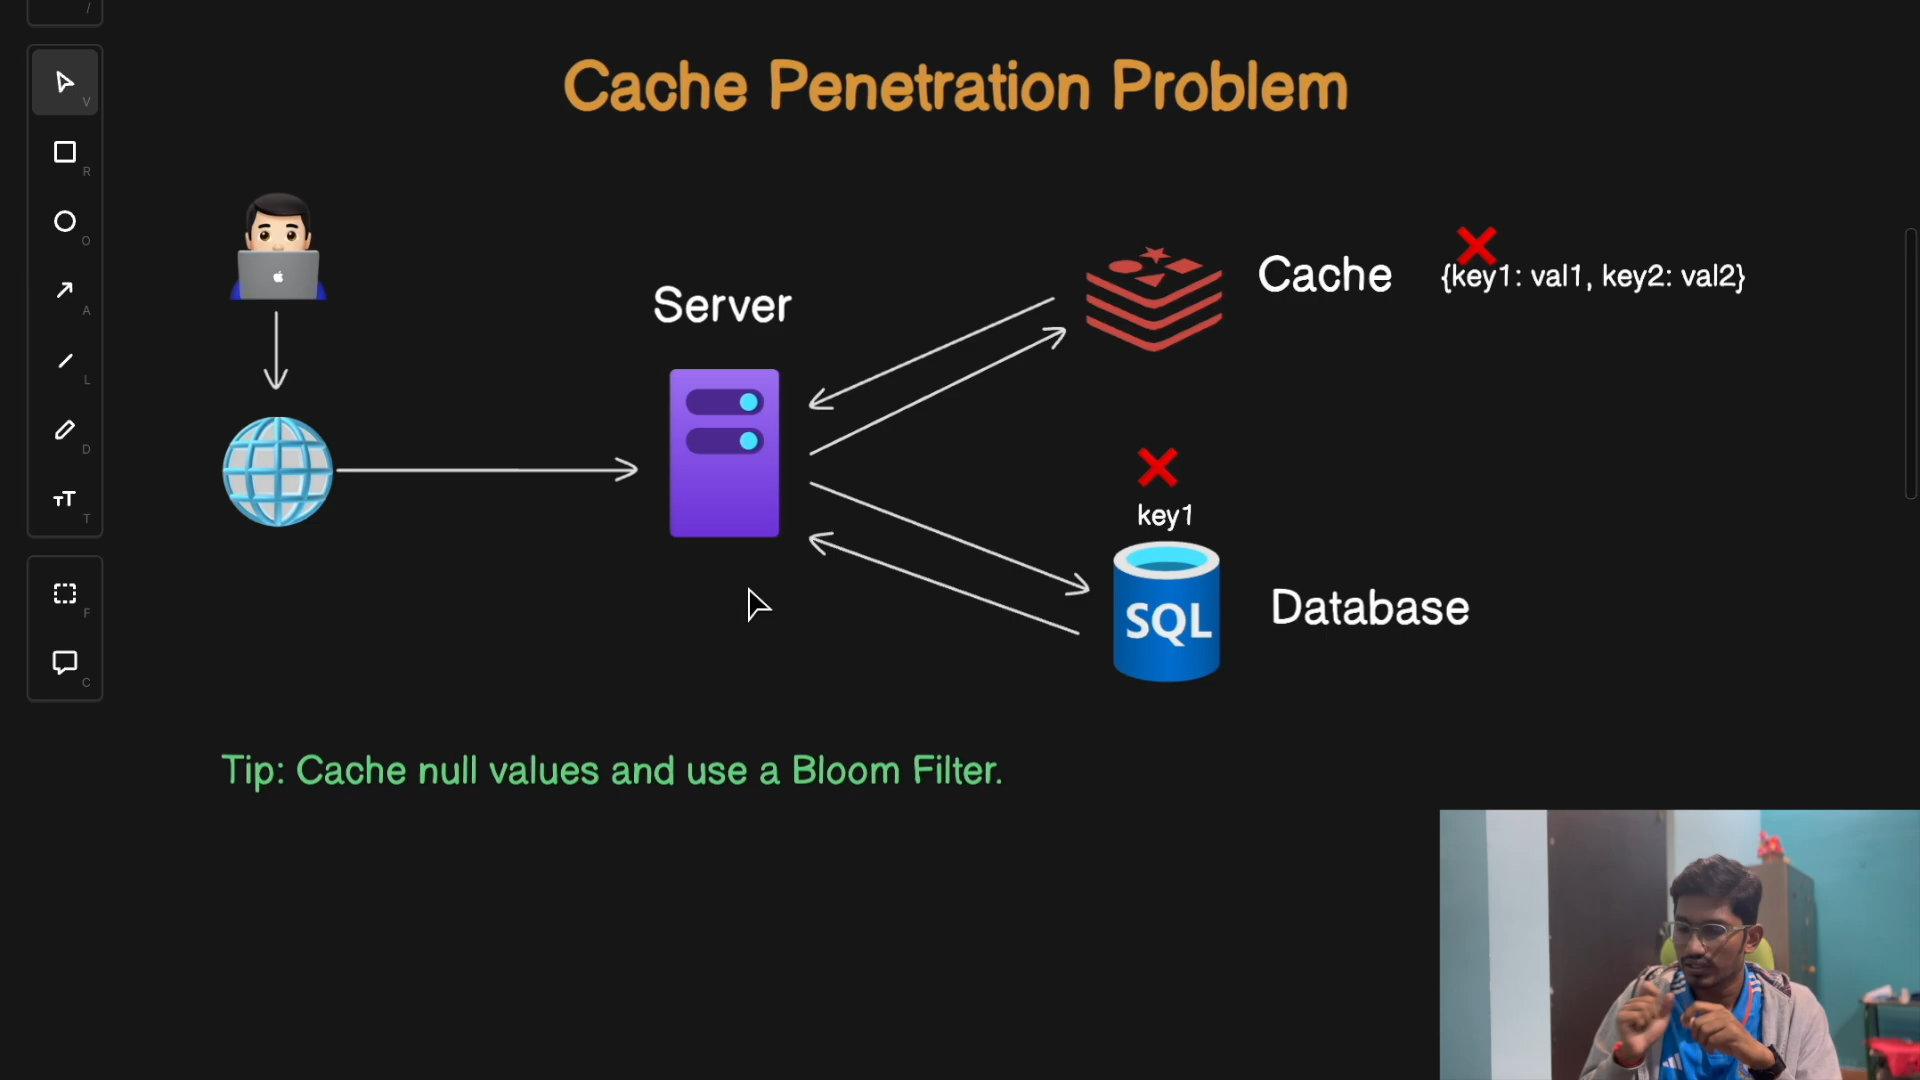 /
Cache Penetration Problem
V
R
O
A
L
D
TT
T
F
C
Server
Cache
{key1: val1, key2: val2}
key1
SQL
Database
Tip: Cache null values and use a Bloom Filter.